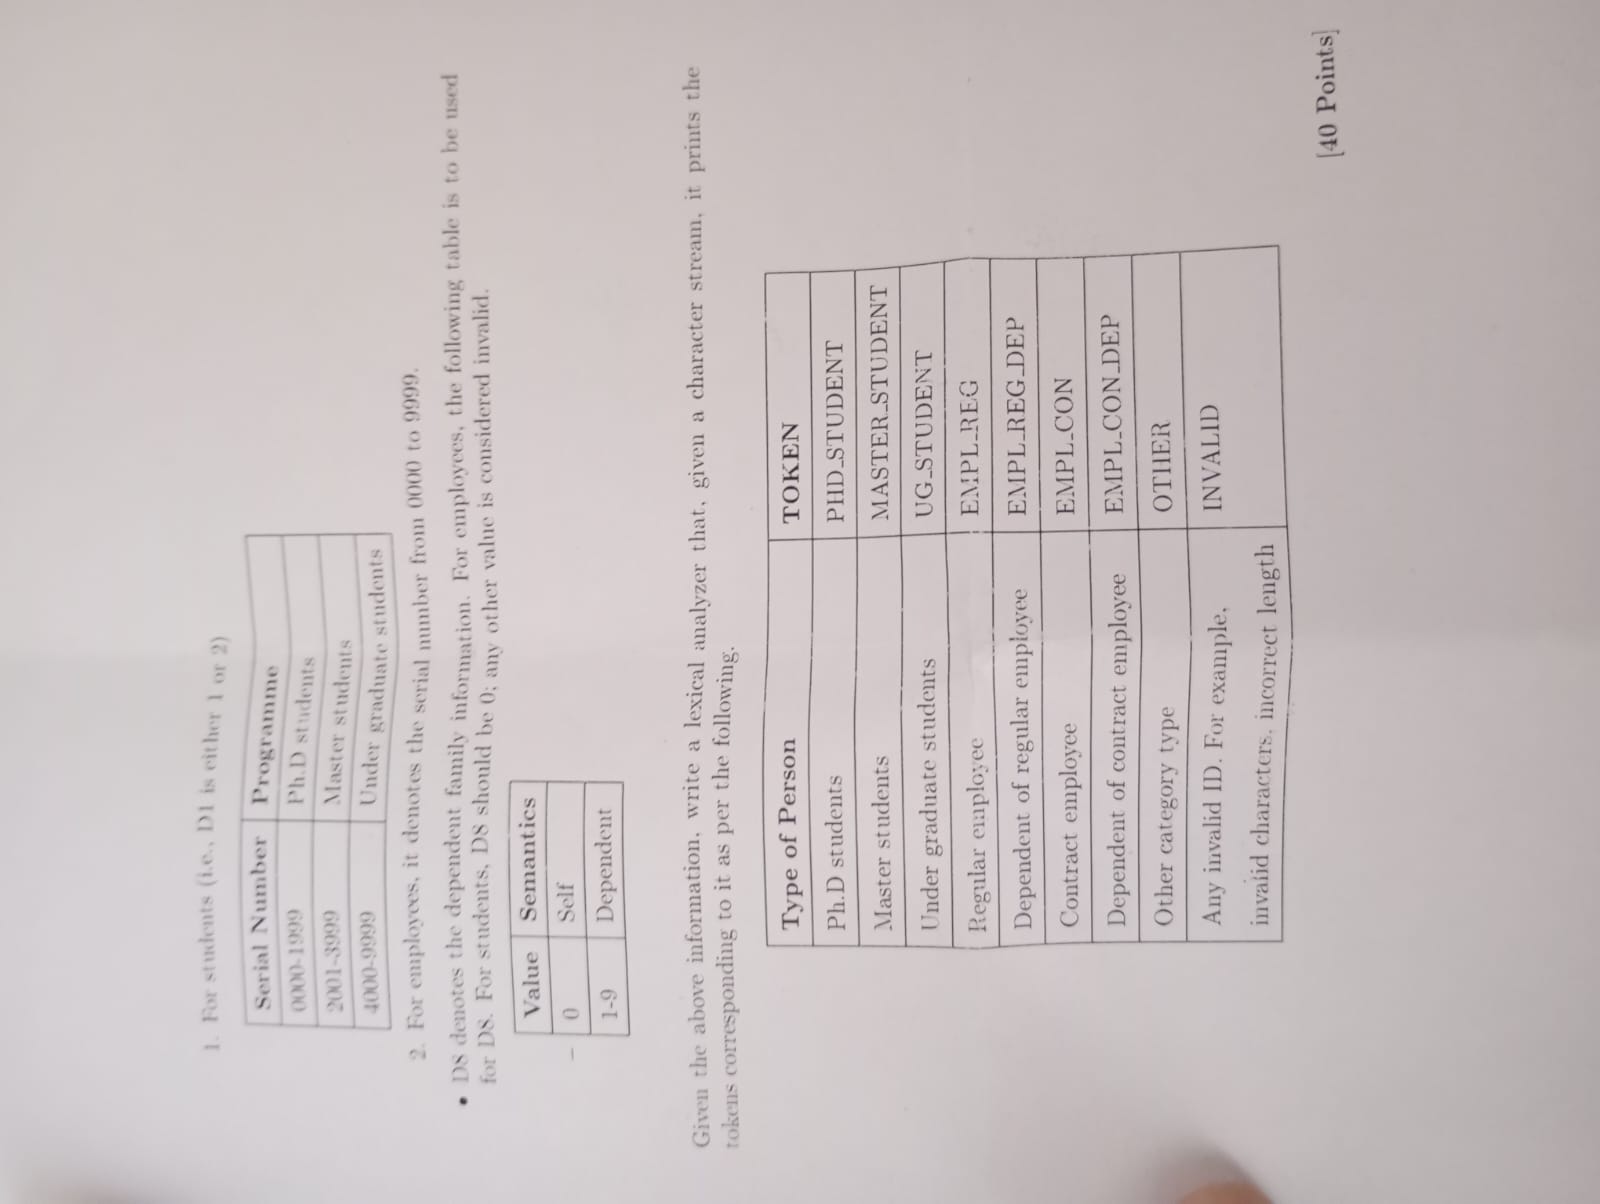 1. For students (i.e., D1 is either 1 or 2)
Serial Number Programme
0000-1999 Ph.D students
2001-3999 Master students
4000-9999 Under graduate students
2. For employees, it denotes the serial number from 0000 to 9999.
• D8 denotes the dependent family information. For employees, the following table is to be used
for D8. For students, D8 should be 0; any other value is considered invalid.
Value Semantics
– 0 Self
1-9 Dependent
Given the above information, write a lexical analyzer that, given a character stream, it prints the
tokens corresponding to it as per the following.
Type of Person TOKEN
Ph.D students PHD_STUDENT
Master students MASTER_STUDENT
Under graduate students UG_STUDENT
Regular employee EMPL_REG
Dependent of regular employee EMPL_REG_DEP
Contract employee EMPL_CON
Dependent of contract employee EMPL_CON_DEP
Other category type OTHER
Any invalid ID. For example, INVALID
invalid characters, incorrect length
[40 Points]